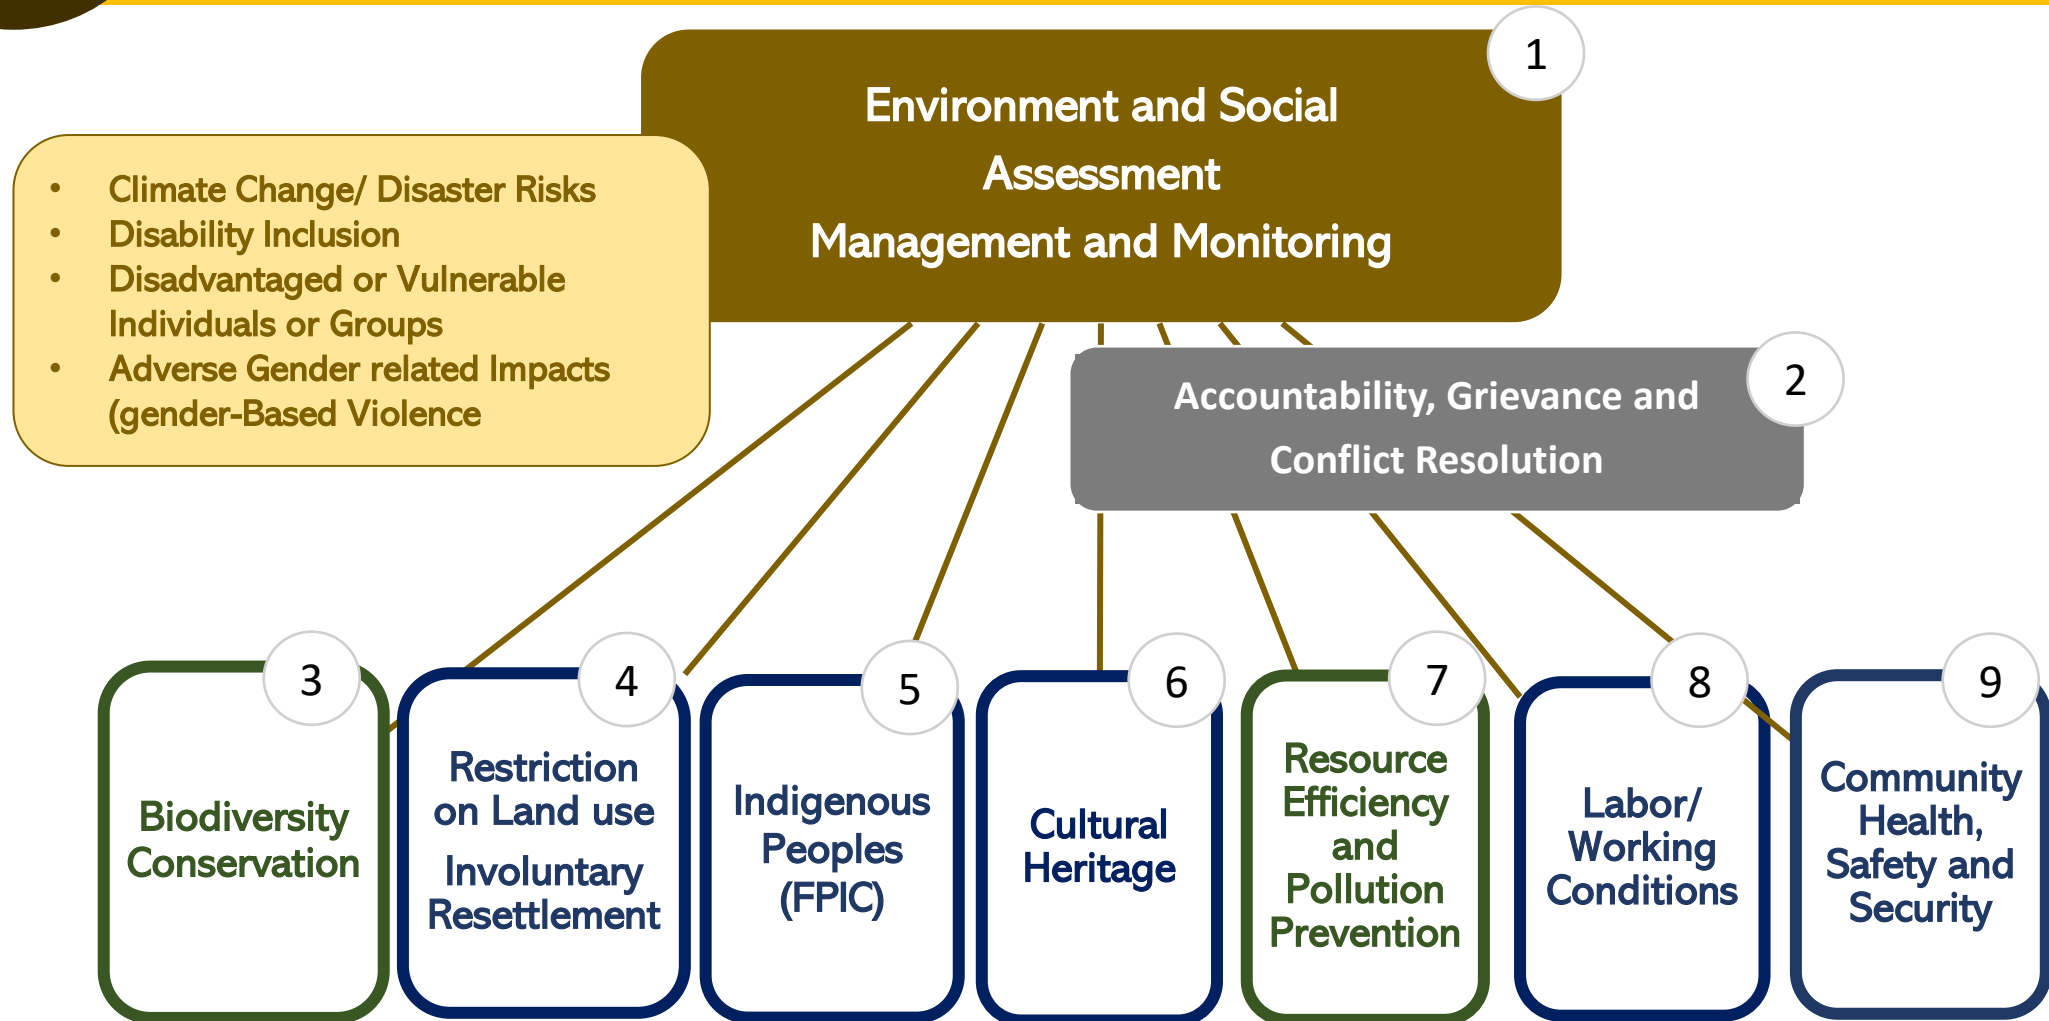 1
Environment and Social
Assessment
Management and Monitoring
• Climate Change/ Disaster Risks
• Disability Inclusion
• Disadvantaged or Vulnerable
Individuals or Groups
• Adverse Gender related Impacts
(gender-Based Violence
2
Accountability, Grievance and
Conflict Resolution
3
Biodiversity
Conservation
4
Restriction
on Land use
Involuntary
Resettlement
5
Indigenous
Peoples
(FPIC)
6
Cultural
Heritage
7
Resource
Efficiency
and
Pollution
Prevention
8
Labor/
Working
Conditions
9
Community
Health,
Safety and
Security